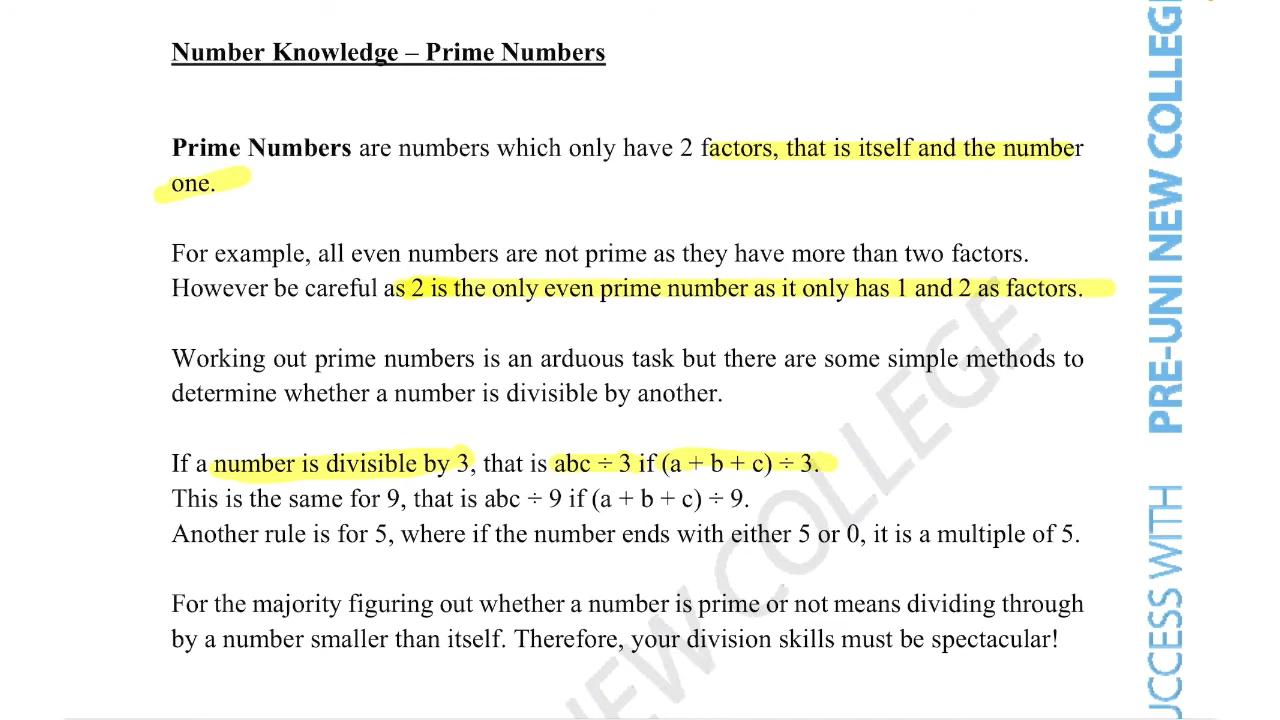 Number Knowledge – Prime Numbers
Prime Numbers are numbers which only have 2 factors, that is itself and the number
one.
For example, all even numbers are not prime as they have more than two factors.
However be careful as 2 is the only even prime number as it only has 1 and 2 as factors.
Working out prime numbers is an arduous task but there are some simple methods to
determine whether a number is divisible by another.
If a number is divisible by 3, that is abc ÷ 3 if (a + b + c) ÷ 3.
This is the same for 9, that is abc ÷ 9 if (a + b + c) ÷ 9.
Another rule is for 5, where if the number ends with either 5 or 0, it is a multiple of 5.
For the majority figuring out whether a number is prime or not means dividing through
by a number smaller than itself. Therefore, your division skills must be spectacular!
NEW COLLEGE
UCCESS WITH PRE-UNI NEW COLLEG